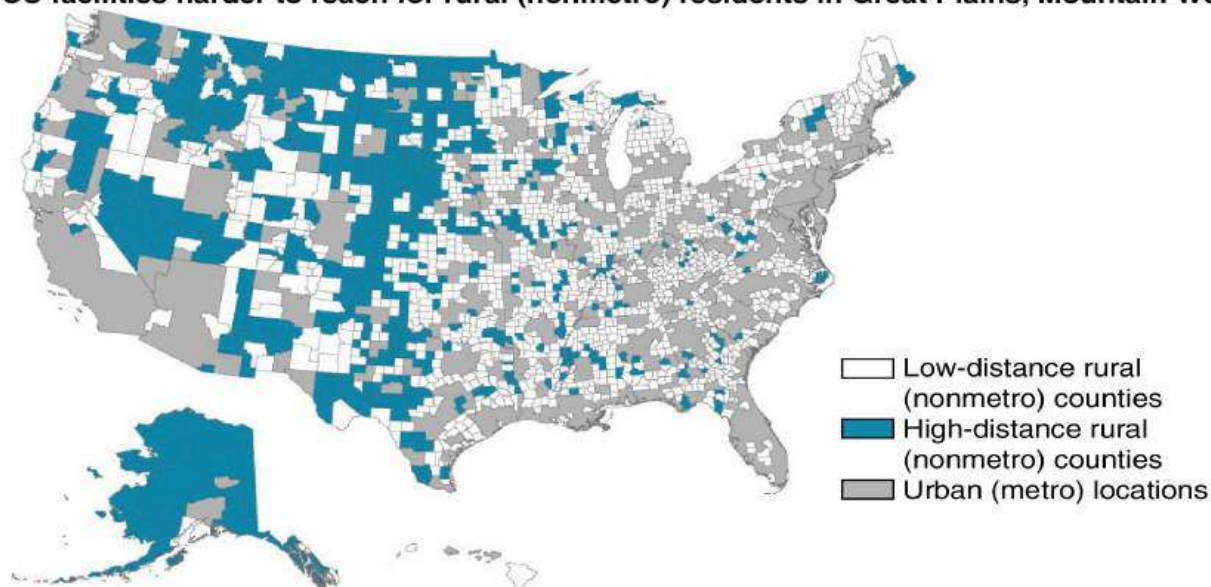 facilities harder to reach for rural (nonmetro) residents in Great Plains, Mountain
Low-distance rural
(nonmetro) counties
High-distance rural
(nonmetro) counties
Urban (metro) locations